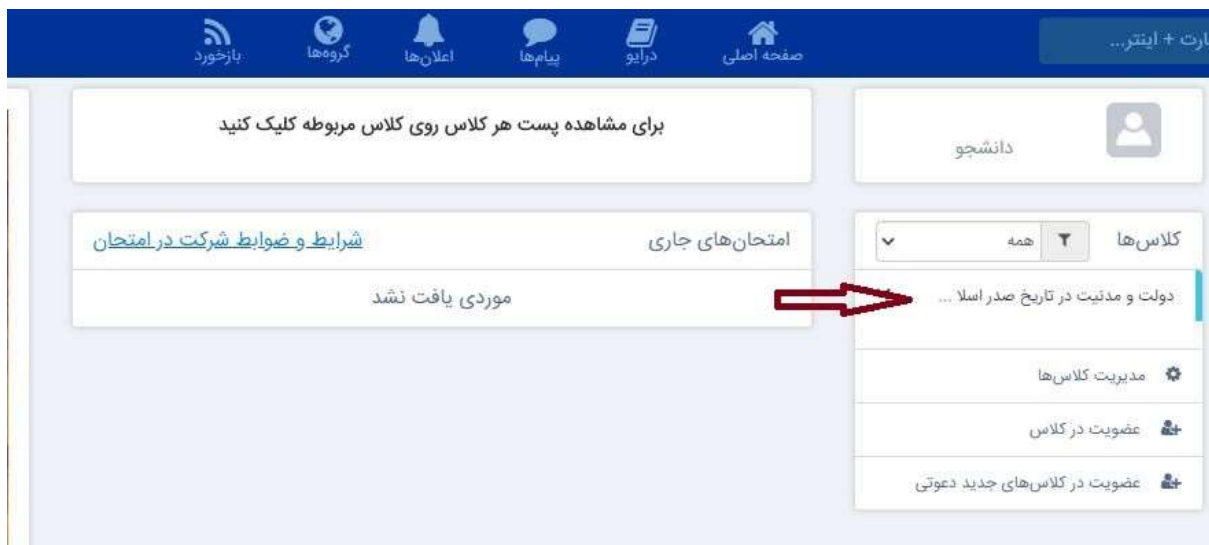 ارت + اینتر...
صفحه اصلی
درایو
پیام‌ها
اعلان‌ها
گروه‌ها
بازخورد
دانشجو
برای مشاهده پست هر کلاس روی کلاس مربوطه کلیک کنید
کلاس‌ها
همه
امتحان‌های جاری
شرایط و ضوابط شرکت در امتحان
دولت و مدنیت در تاریخ صدر اسلا ...
موردی یافت نشد
مدیریت کلاس‌ها
عضویت در کلاس
عضویت در کلاس‌های جدید دعوتی